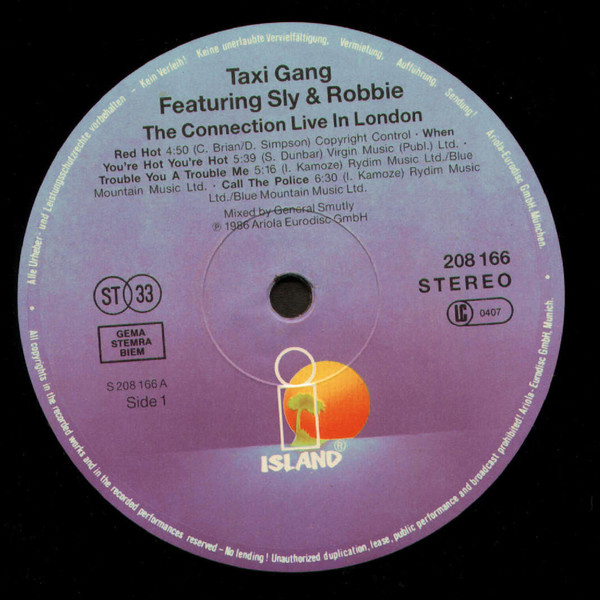 Alle Urheber- und Leistungsschutzrechte vorbehalten - Kein Verleih! Keine unerlaubte Vervielfältigung, Vermietung, Aufführung, Sendung! Ariola-Eurodisc GmbH, München.
Taxi Gang
Featuring Sly & Robbie
The Connection Live In London
Red Hot 4:50 (C. Brian/D. Simpson) Copyright Control · When
You're Hot You're Hot 5:39 (S. Dunbar) Virgin Music (Publ.) Ltd. ·
Trouble You A Trouble Me 5:16 (I. Kamoze) Rydim Music Ltd./Blue
Mountain Music Ltd. · Call The Police 6:30 (I. Kamoze) Rydim Music
Ltd./Blue Mountain Music Ltd.
Mixed by General Smutly
℗ 1986 Ariola Eurodisc GmbH
208 166
STEREO
LC 0407
ST 33
GEMA
STEMRA
BIEM
S 208 166 A
Side 1
ISLAND ®
All copyrights in the recorded works and in the recorded performances reserved - No lending! Unauthorized duplication, lease, public performance and broadcast prohibited! Ariola-Eurodisc GmbH, Munich.